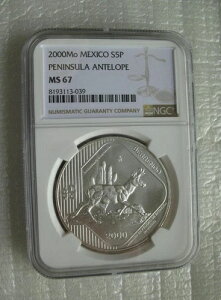 2000Mo MEXICO S5P
PENINSULA ANTELOPE
MS 67
8193113-039
NUMISMATIC GUARANTY COMPANY
NGC
2000